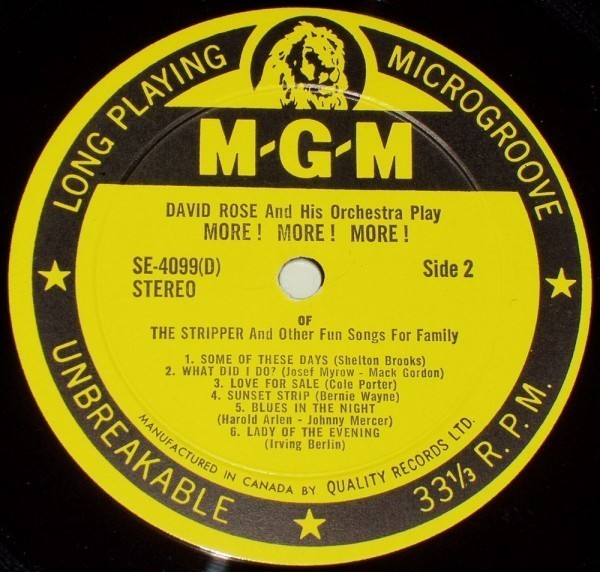 LONG PLAYING
MICROGROOVE
M-G-M
DAVID ROSE And His Orchestra Play
MORE! MORE! MORE!
SE-4099(D)
STEREO
Side 2
OF
THE STRIPPER And Other Fun Songs For Family
1. SOME OF THESE DAYS (Shelton Brooks)
2. WHAT DID I DO? (Josef Myrow - Mack Gordon)
3. LOVE FOR SALE (Cole Porter)
4. SUNSET STRIP (Bernie Wayne)
5. BLUES IN THE NIGHT
(Harold Arlen - Johnny Mercer)
6. LADY OF THE EVENING
(Irving Berlin)
MANUFACTURED IN CANADA BY QUALITY RECORDS LTD.
UNBREAKABLE
33⅓ R.P.M.